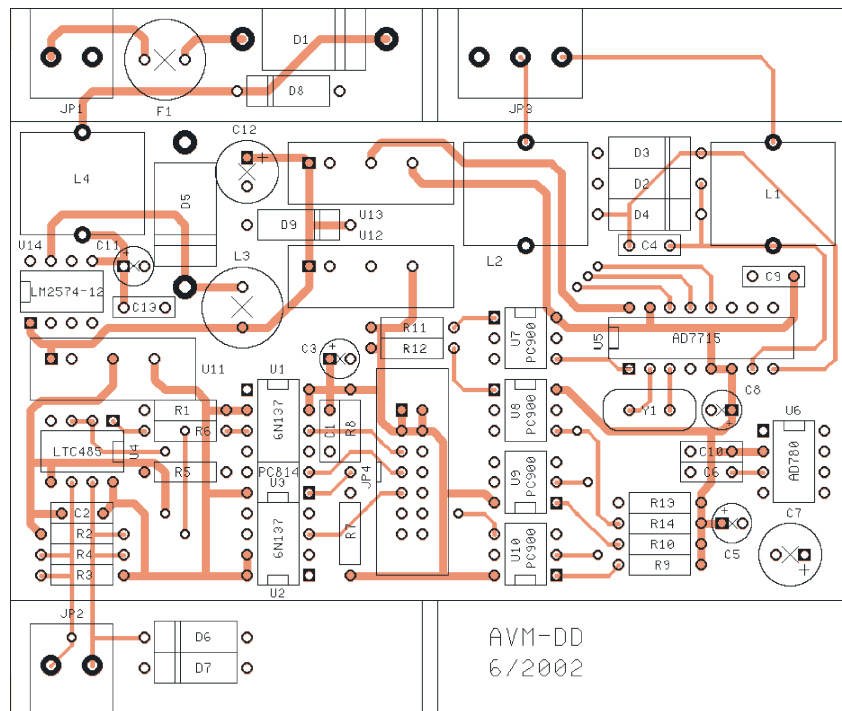 D1
D8
JP1
F1
JP3
C12
L4
D5
D3
D2
D4
L1
U13
D9
U12
U14
C11
L3
L2
C4
C9
LM2574-12
C13
R11
R12
U7
PC900
U5
AD7715
C3
U11
U1
C8
R1
R6
6N137
C1
R8
U8
PC900
Y1
U6
LTC485
U4
R5
PC814
U3
JP4
U9
PC900
C10
C6
AD780
C2
R2
R4
R3
6N137
R7
U10
PC900
R13
R14
R10
R9
C5
C7
U2
JP2
D6
D7
AVM-DD
6/2002